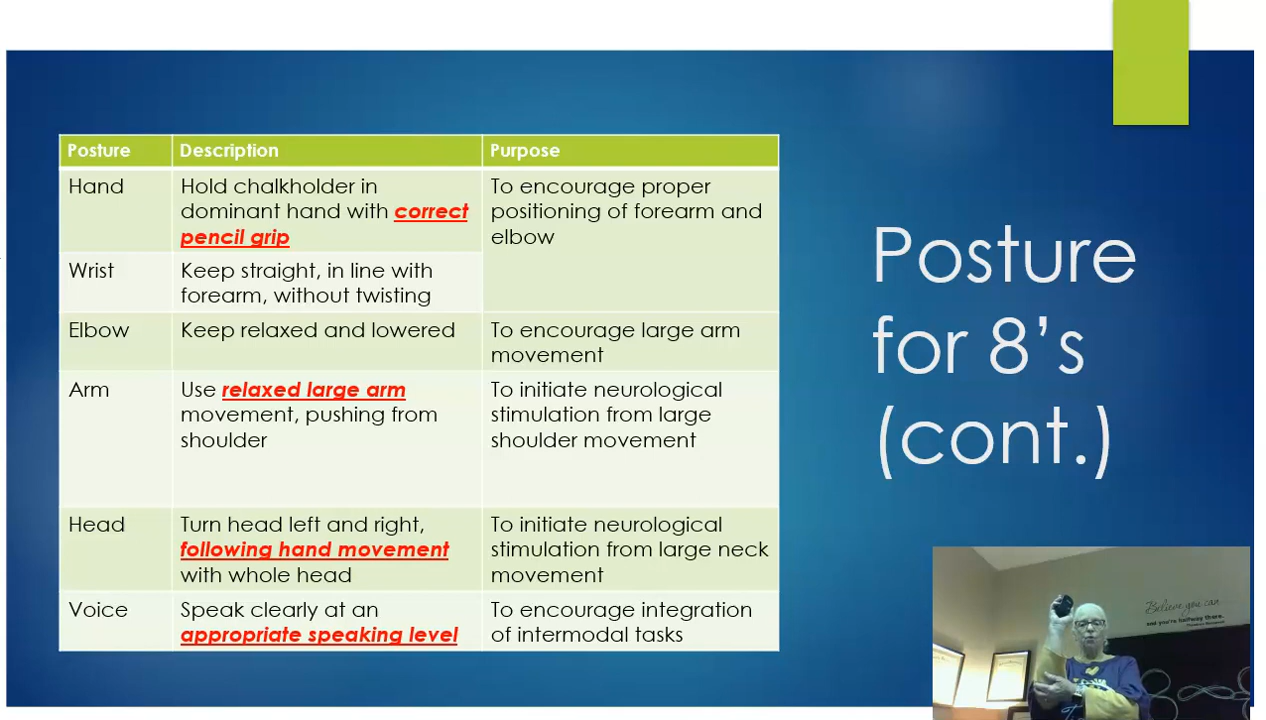 Posture Description Purpose
Hand
Hold chalkholder in
dominant hand with correct
pencil grip
To encourage proper
positioning of forearm and
elbow
Wrist
Keep straight, in line with
forearm, without twisting
Elbow
Keep relaxed and lowered
To encourage large arm
movement
Arm
Use relaxed large arm
movement, pushing from
shoulder
To initiate neurological
stimulation from large
shoulder movement
Head
Turn head left and right,
following hand movement
with whole head
To initiate neurological
stimulation from large neck
movement
Voice
Speak clearly at an
appropriate speaking level
To encourage integration
of intermodal tasks
Posture
for 8's
(cont.)
Believe you can
and you're halfway there.